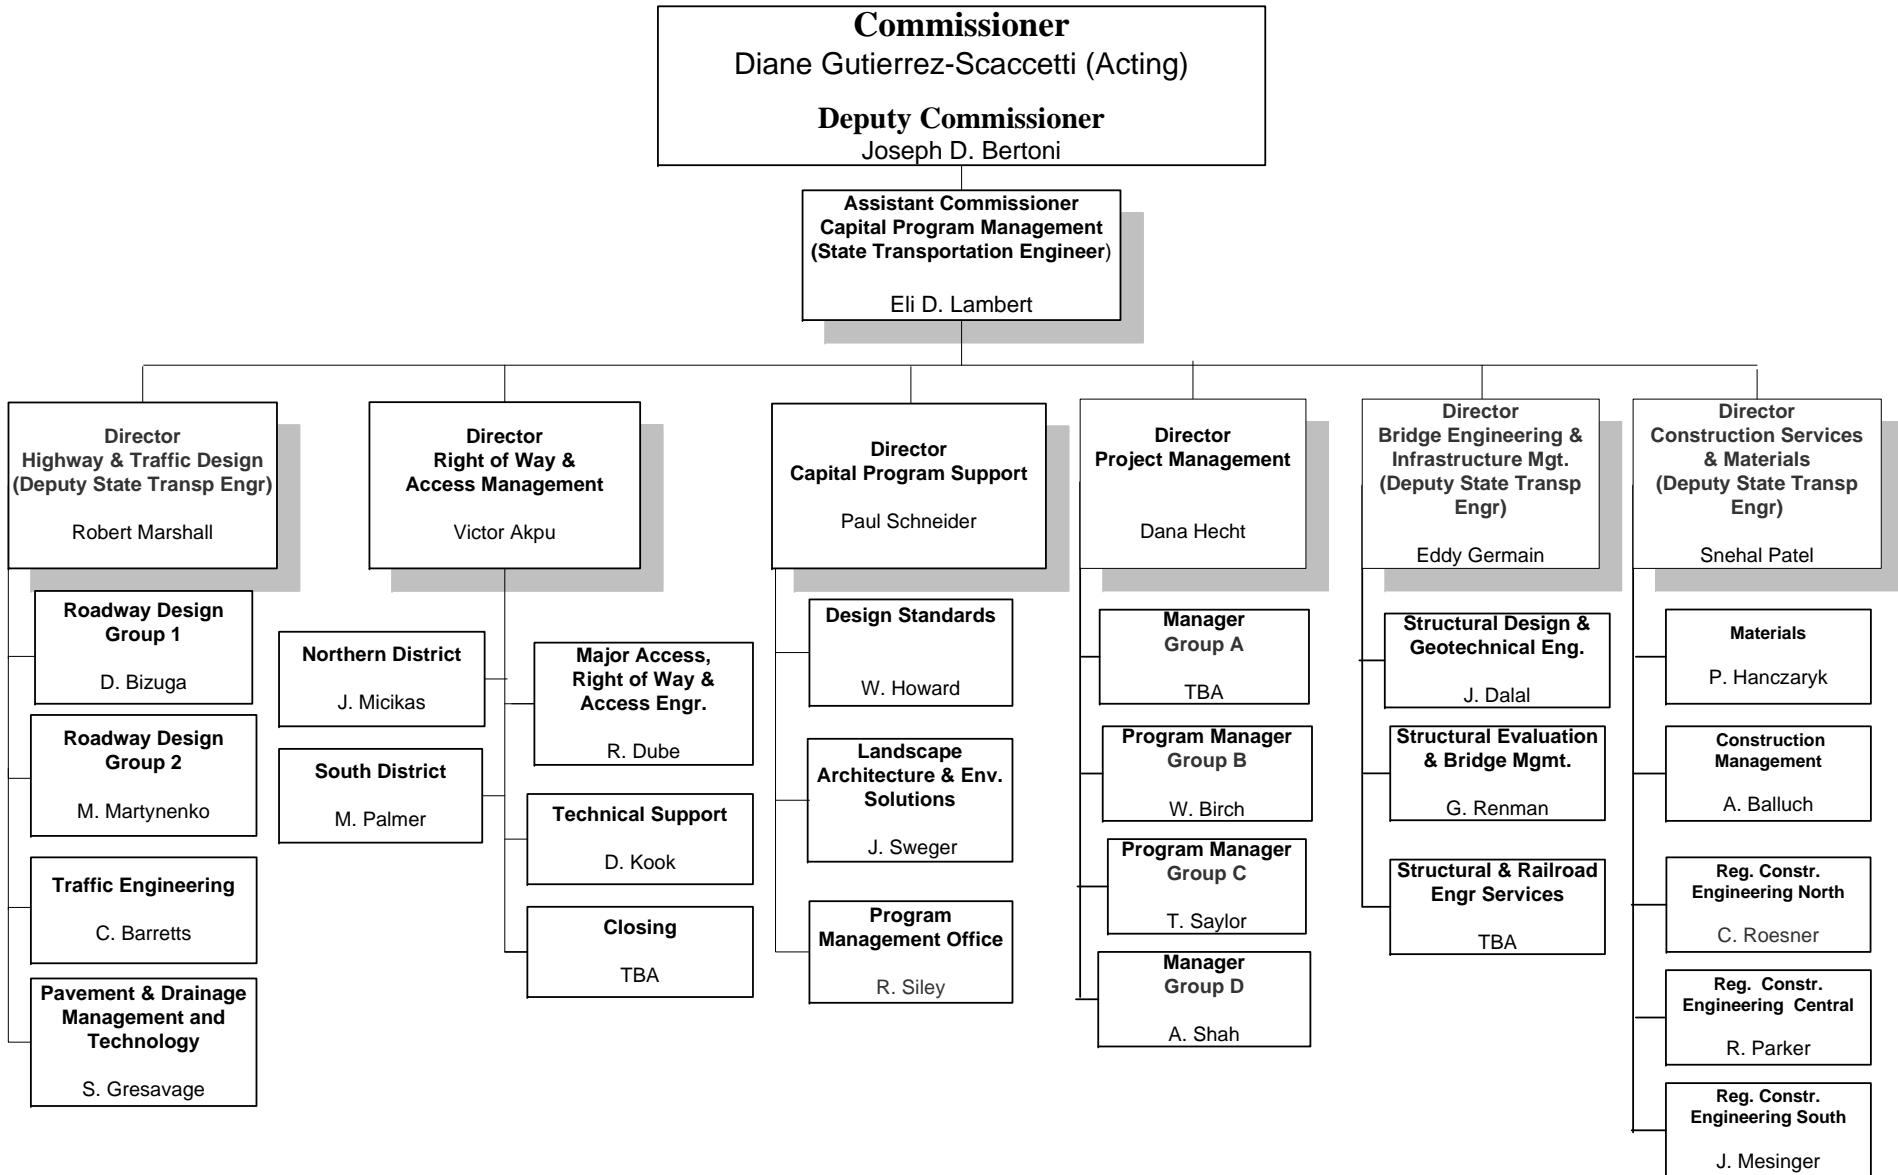 Commissioner
Diane Gutierrez-Scaccetti (Acting)
Deputy Commissioner
Joseph D. Bertoni
Assistant Commissioner
Capital Program Management
(State Transportation Engineer)
Eli D. Lambert
Director
Highway & Traffic Design
(Deputy State Transp Engr)
Robert Marshall
Roadway Design
Group 1
D. Bizuga
Roadway Design
Group 2
M. Martynenko
Traffic Engineering
C. Barretts
Pavement & Drainage
Management and
Technology
S. Gresavage
Director
Right of Way &
Access Management
Victor Akpu
Northern District
J. Micikas
South District
M. Palmer
Major Access,
Right of Way &
Access Engr.
R. Dube
Technical Support
D. Kook
Closing
TBA
Director
Capital Program Support
Paul Schneider
Design Standards
W. Howard
Landscape
Architecture & Env.
Solutions
J. Sweger
Program
Management Office
R. Siley
Director
Project Management
Dana Hecht
Manager
Group A
TBA
Program Manager
Group B
W. Birch
Program Manager
Group C
T. Saylor
Manager
Group D
A. Shah
Director
Bridge Engineering &
Infrastructure Mgt.
(Deputy State Transp
Engr)
Eddy Germain
Structural Design &
Geotechnical Eng.
J. Dalal
Structural Evaluation
& Bridge Mgmt.
G. Renman
Structural & Railroad
Engr Services
TBA
Director
Construction Services
& Materials
(Deputy State Transp
Engr)
Snehal Patel
Materials
P. Hanczaryk
Construction
Management
A. Balluch
Reg. Constr.
Engineering North
C. Roesner
Reg. Constr.
Engineering Central
R. Parker
Reg. Constr.
Engineering South
J. Mesinger